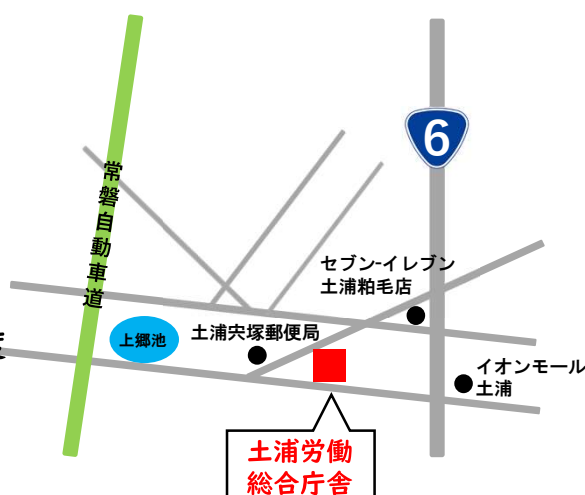 6
常磐自動車道
セブン-イレブン
土浦粕毛店
上郷池
土浦宍塚郵便局
イオンモール
土浦
土浦労働
総合庁舎